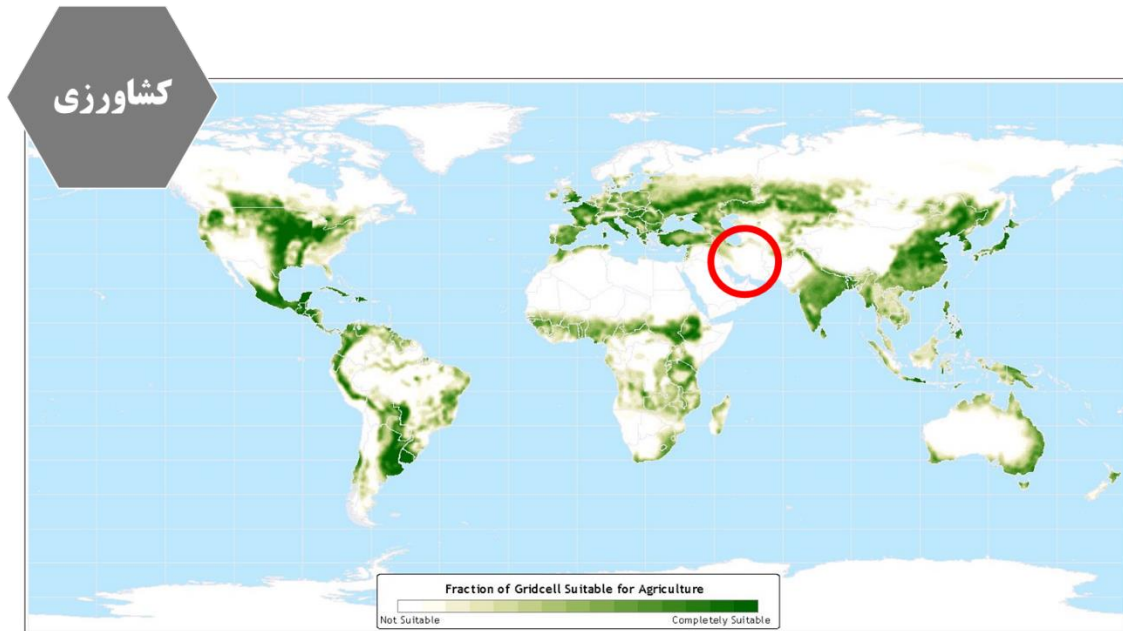 کشاورزی
Fraction of Gridcell Suitable for Agriculture
Not Suitable
Completely Suitable